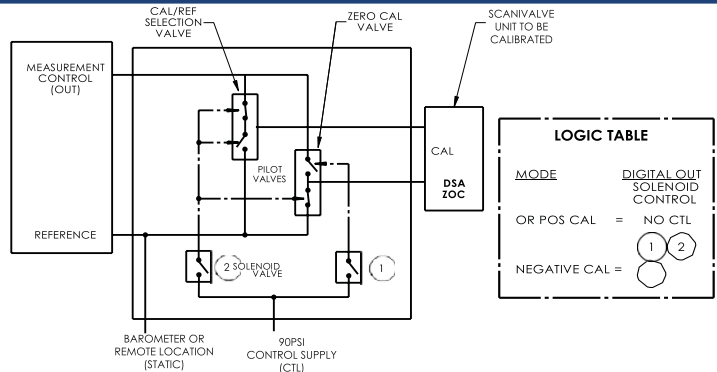 CAL/REF
SELECTION
VALVE
ZERO CAL
VALVE
SCANIVALVE
UNIT TO BE
CALIBRATED
MEASUREMENT
CONTROL
(OUT)
CAL
DSA
ZOC
PILOT
VALVES
REFERENCE
2 SOLENOID
VALVE
1
BAROMETER OR
REMOTE LOCATION
(STATIC)
90PSI
CONTROL SUPPLY
(CTL)
LOGIC TABLE
MODE DIGITAL OUT
SOLENOID
CONTROL
OR POS CAL = NO CTL
1 2
NEGATIVE CAL =